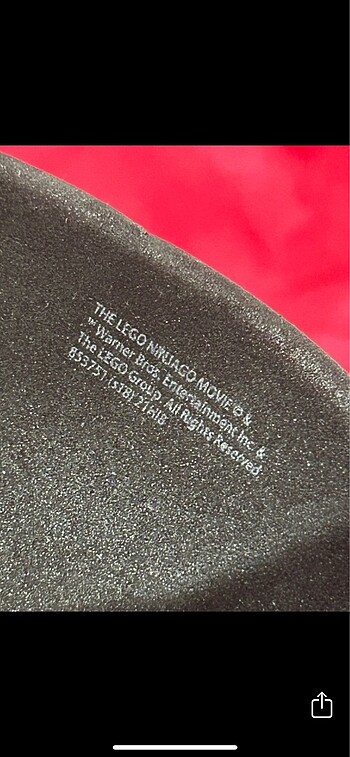 THE LEGO NINJAGO MOVIE © &
™ Warner Bros. Entertainment Inc. &
The LEGO Group. All Rights Reserved
853751 (s18) 21618